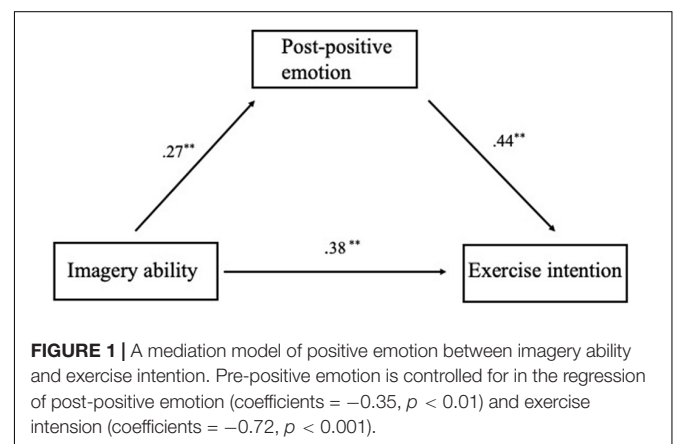 Post-positive
emotion
.27**
.44**
.38 **
Imagery ability
Exercise intention
FIGURE 1 | A mediation model of positive emotion between imagery ability
and exercise intention. Pre-positive emotion is controlled for in the regression
of post-positive emotion (coefficients = −0.35, p < 0.01) and exercise
intension (coefficients = −0.72, p < 0.001).